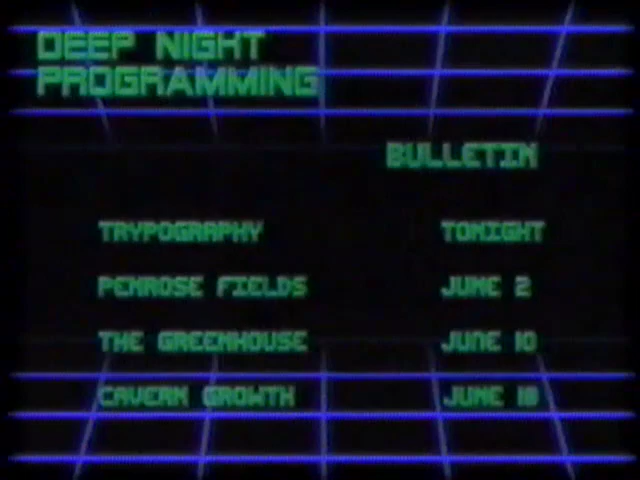 DEEP NIGHT
PROGRAMMING
BULLETIN
TRYPOGRAPHY TONIGHT
PENROSE FIELDS JUNE 2
THE GREENHOUSE JUNE 10
CAVERN GROWTH JUNE 18